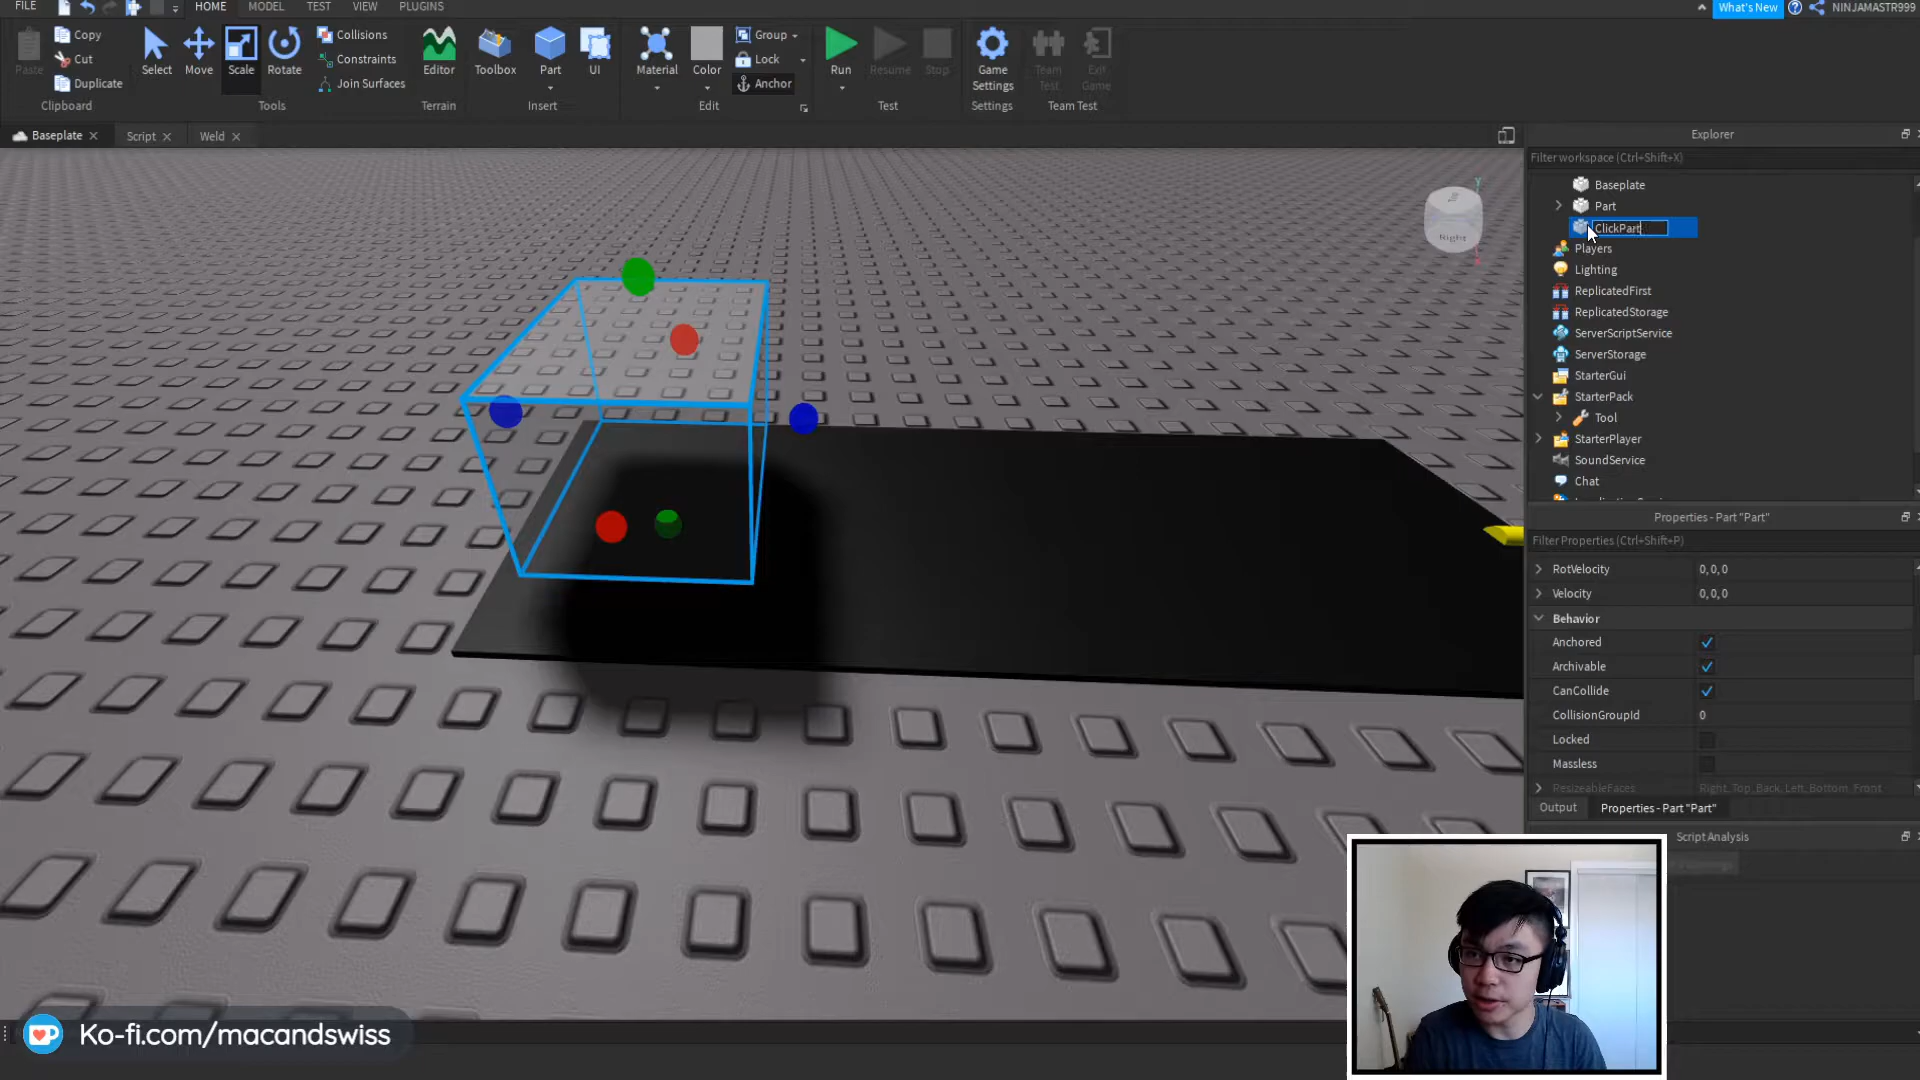 FILE HOME MODEL TEST VIEW PLUGINS What's New NINJAMASTR999
Paste Copy Cut Duplicate Clipboard
Select Move Scale Rotate Collisions Constraints Join Surfaces Tools
Editor Terrain
Toolbox Part UI Insert
Material Color Group Lock Anchor Edit
Run Resume Stop Test
Game Settings Settings
Team Test Exit Game Team Test
Baseplate Script Weld
Explorer
Filter workspace (Ctrl+Shift+X)
Baseplate
Part
ClickPart
Players
Lighting
ReplicatedFirst
ReplicatedStorage
ServerScriptService
ServerStorage
StarterGui
StarterPack
Tool
StarterPlayer
SoundService
Chat
Y
Night
Properties - Part "Part"
Filter Properties (Ctrl+Shift+P)
RotVelocity 0, 0, 0
Velocity 0, 0, 0
Behavior
Anchored
Archivable
CanCollide
CollisionGroupId 0
Locked
Massless
ResizeableFaces Right, Top, Back, Left, Bottom, Front
Output Properties - Part "Part"
Script Analysis
Ko-fi.com/macandswiss